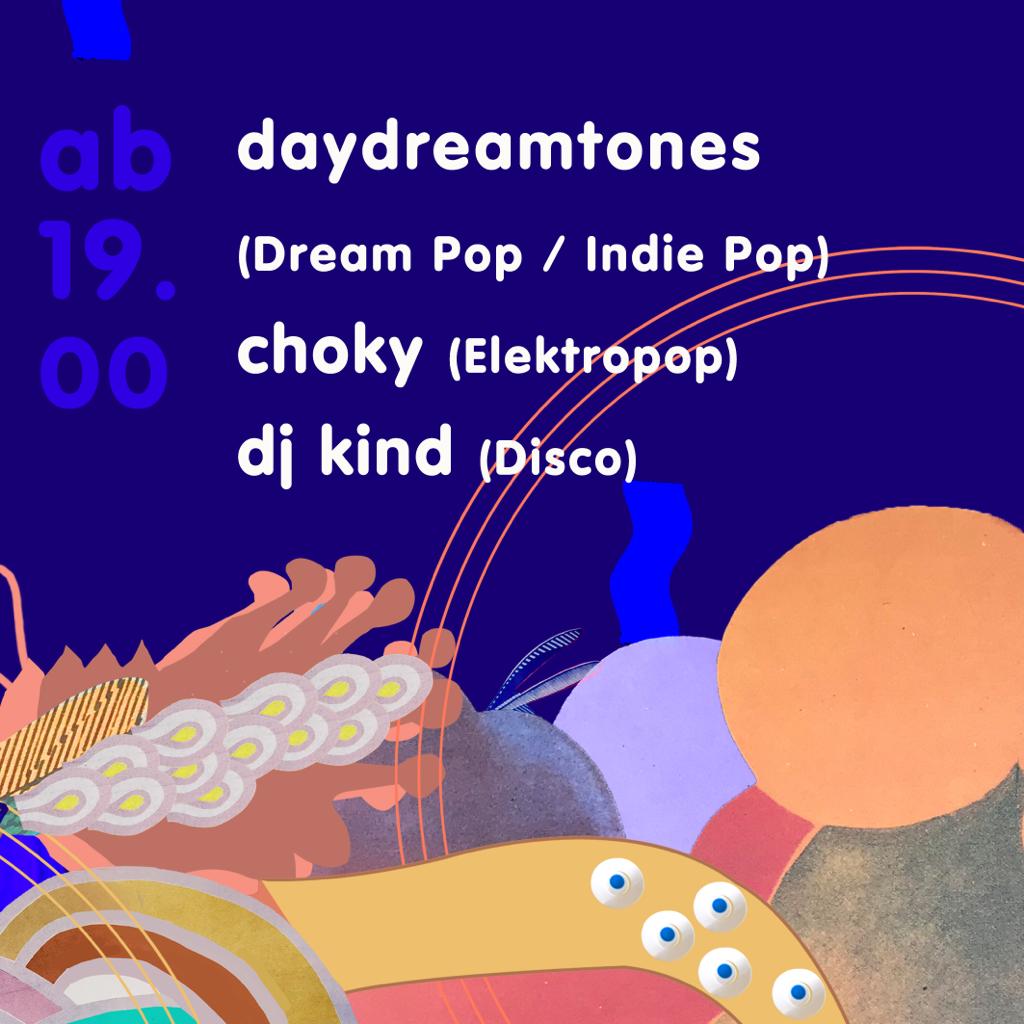 ab
19.
00
daydreamtones
(Dream Pop / Indie Pop)
choky (Elektropop)
dj kind (Disco)